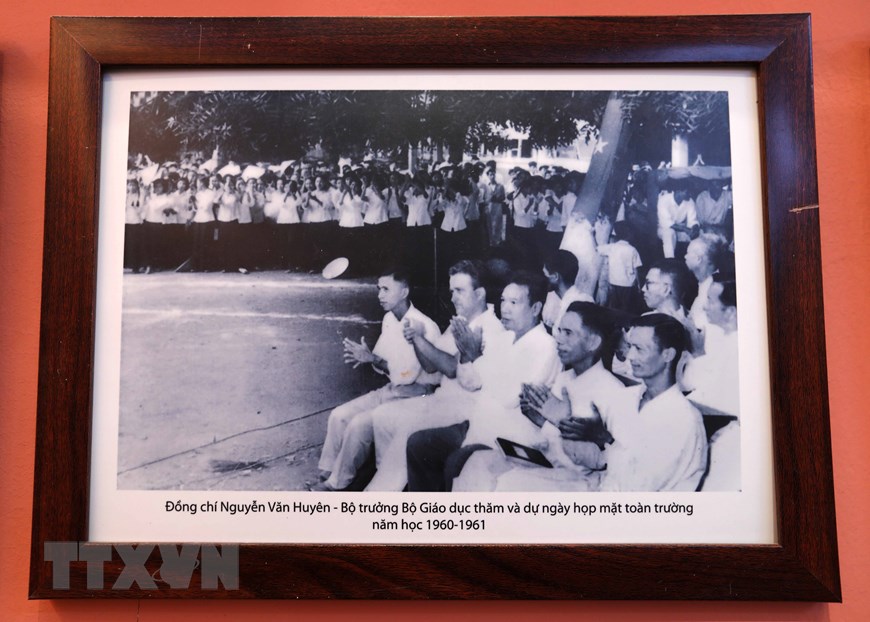 Đồng chí Nguyễn Văn Huyên - Bộ trưởng Bộ Giáo dục thăm và dự ngày họp mặt toàn trường
năm học 1960-1961
TTXVN